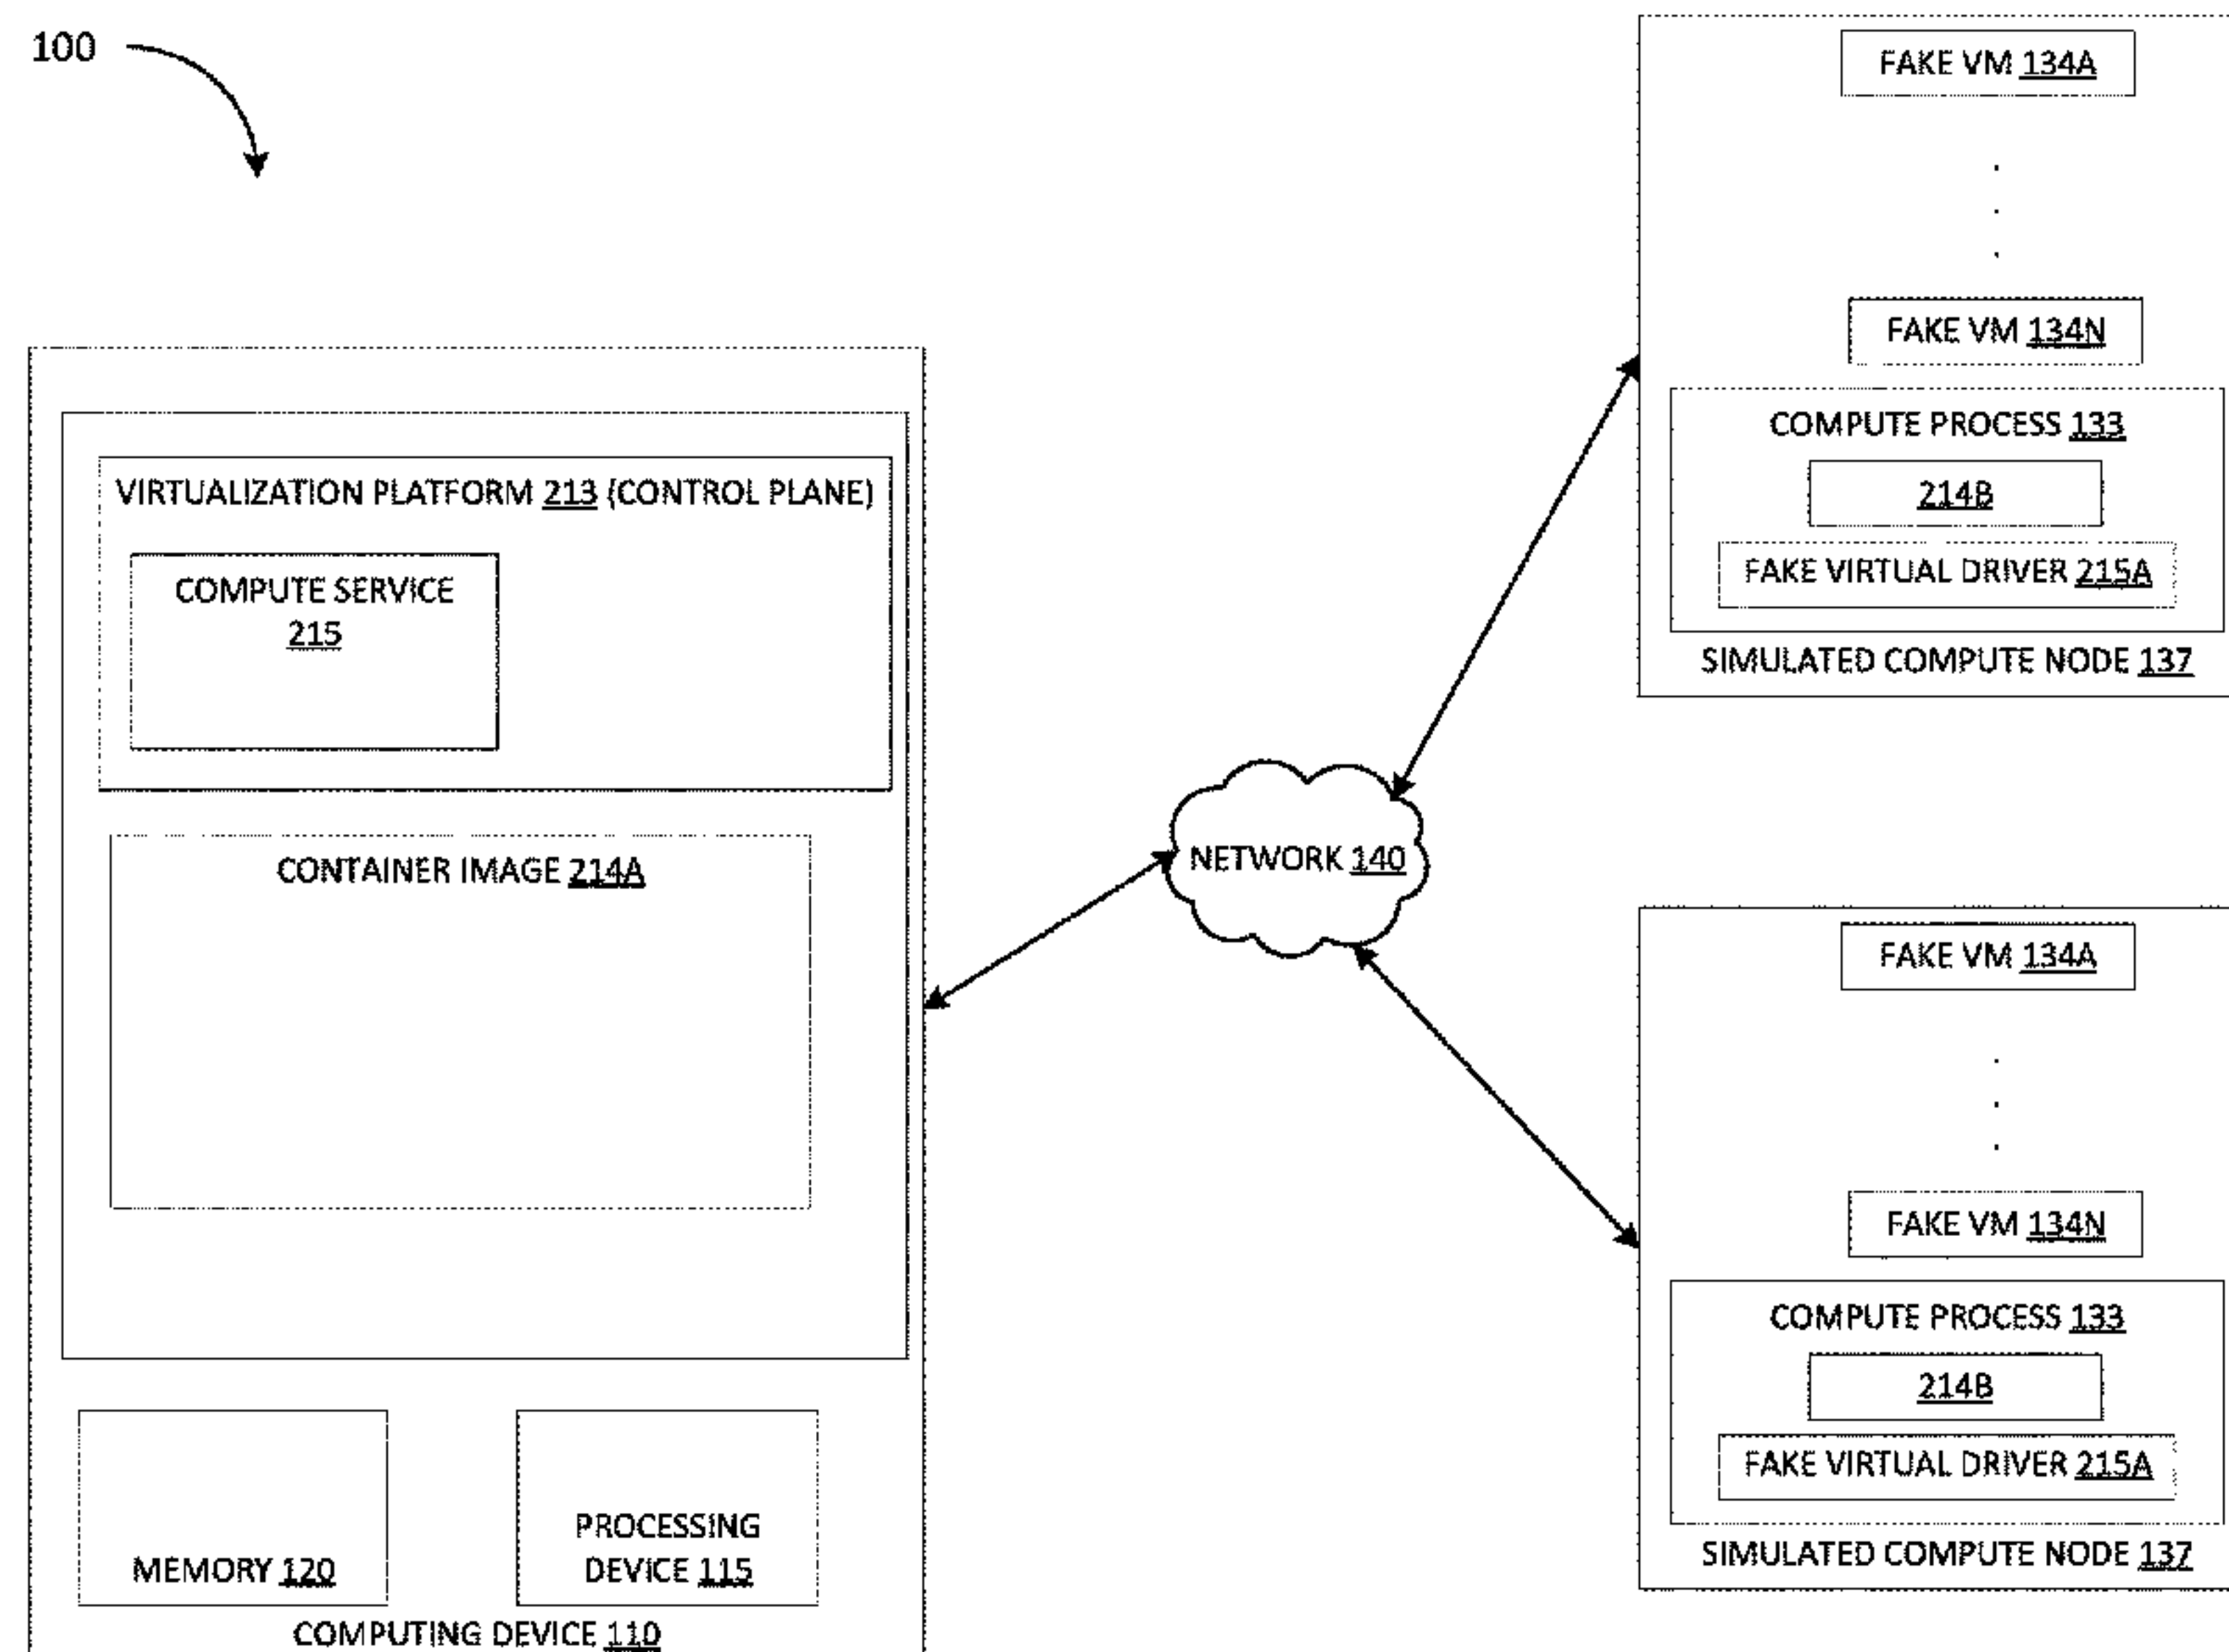 100
VIRTUALIZATION PLATFORM 213 (CONTROL PLANE)
COMPUTE SERVICE
215
CONTAINER IMAGE 214A
MEMORY 120
PROCESSING
DEVICE 115
COMPUTING DEVICE 110
NETWORK 140
FAKE VM 134A
FAKE VM 134N
COMPUTE PROCESS 133
214B
FAKE VIRTUAL DRIVER 215A
SIMULATED COMPUTE NODE 137
FAKE VM 134A
FAKE VM 134N
COMPUTE PROCESS 133
214B
FAKE VIRTUAL DRIVER 215A
SIMULATED COMPUTE NODE 137